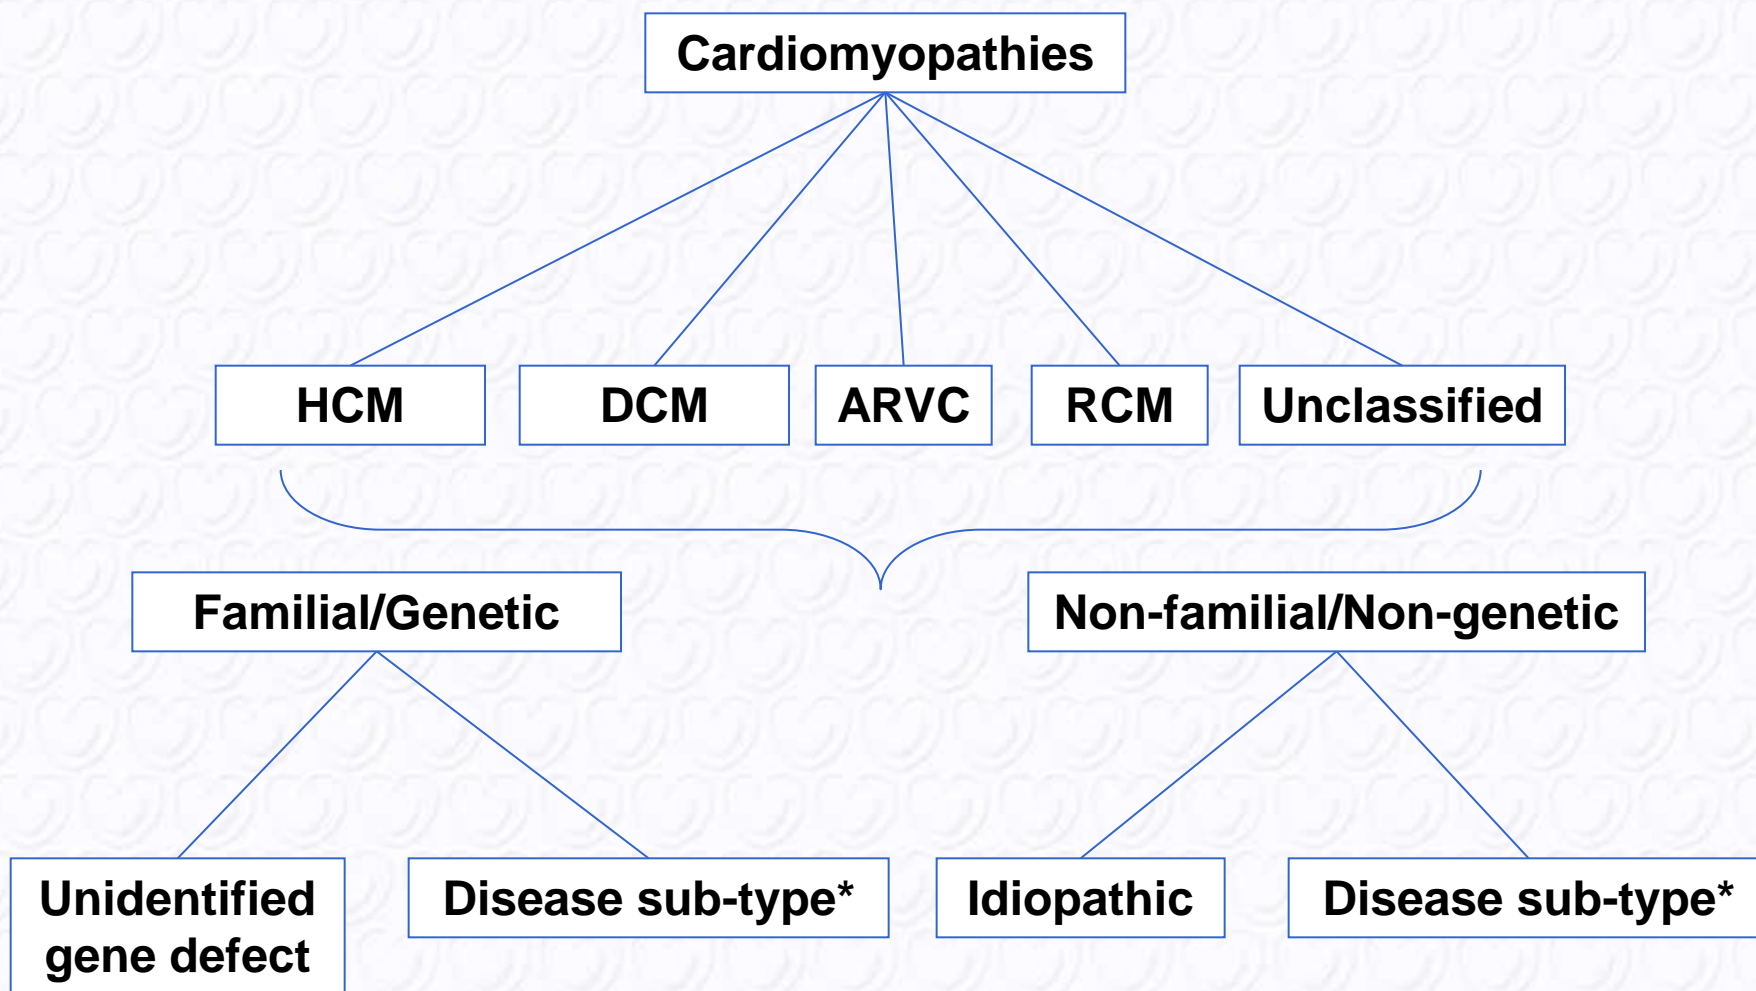 Cardiomyopathies
HCM
DCM
ARVC
RCM
Unclassified
Familial/Genetic
Non-familial/Non-genetic
Unidentified
gene defect
Disease sub-type*
Idiopathic
Disease sub-type*